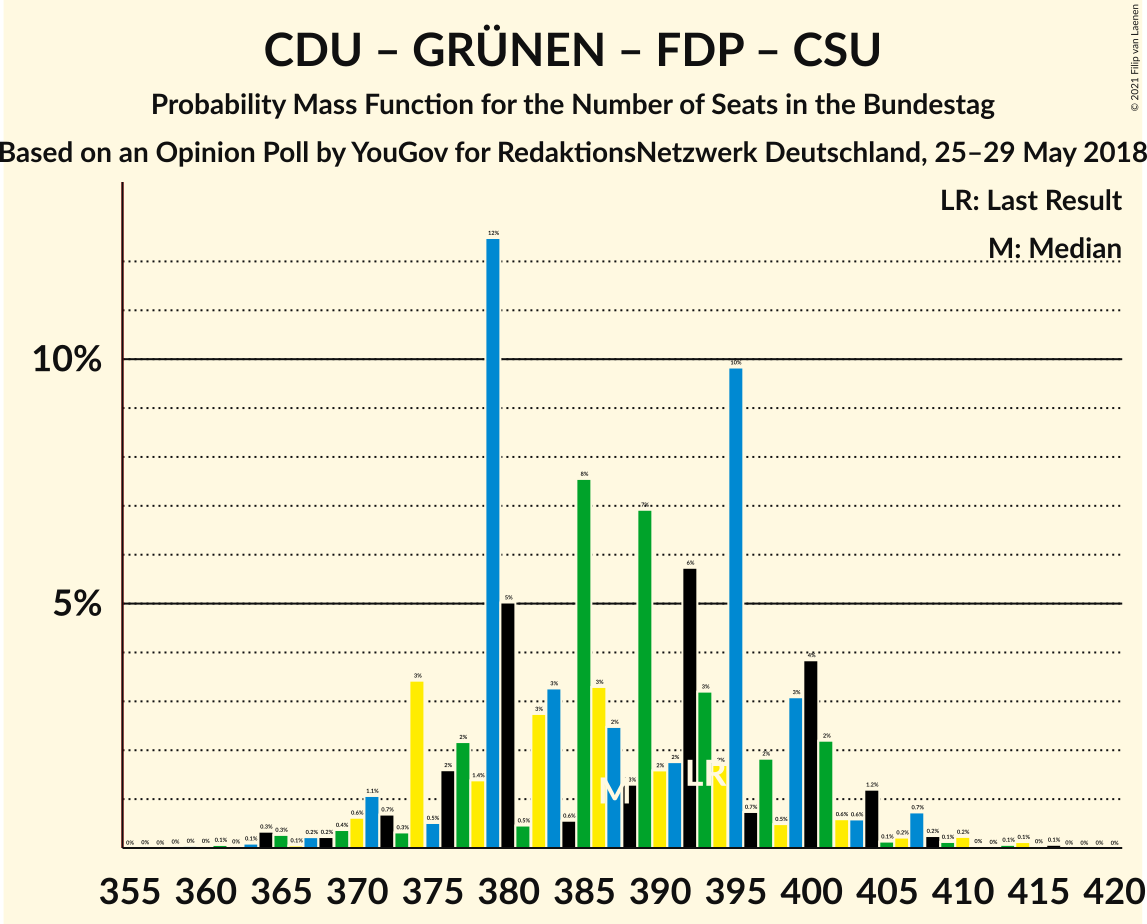 CDU – GRÜNEN – FDP – CSU
Probability Mass Function for the Number of Seats in the Bundestag
Based on an Opinion Poll by YouGov for RedaktionsNetzwerk Deutschland, 25–29 May 2018
© 2021 Filip van Laenen
LR: Last Result
M: Median
10%
5%
0% 0% 0% 0% 0% 0% 0.1% 0% 0.1% 0.3% 0.3% 0.1% 0.2% 0.2% 0.4% 0.6% 1.1% 0.7% 0.3% 3% 0.5% 2% 2% 1.4% 12% 5% 0.5% 3% 3% 0.6% 8% 3% 2% 1.3% 7% 2% 2% 6% 3% 2% 10% 0.7% 2% 0.5% 3% 4% 2% 0.6% 0.6% 1.2% 0.1% 0.2% 0.7% 0.2% 0.1% 0.2% 0% 0% 0.1% 0.1% 0% 0.1% 0% 0% 0% 0%
M LR
355 360 365 370 375 380 385 390 395 400 405 410 415 420